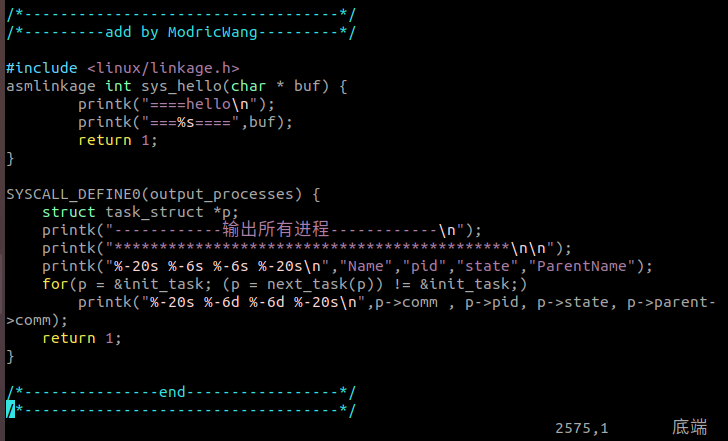 /*-----------------------------------*/
/*---------add by ModricWang---------*/
#include <linux/linkage.h>
asmlinkage int sys_hello(char * buf) {
        printk("====hello\n");
        printk("===%s====",buf);
        return 1;
}
SYSCALL_DEFINE0(output_processes) {
    struct task_struct *p;
    printk("------------输出所有进程------------\n");
    printk("********************************************\n\n");
    printk("%-20s %-6s %-6s %-20s\n","Name","pid","state","ParentName");
    for(p = &init_task; (p = next_task(p)) != &init_task;)
        printk("%-20s %-6d %-6d %-20s\n",p->comm , p->pid, p->state, p->parent-
>comm);
    return 1;
}
/*---------------end-----------------*/
/*-----------------------------------*/
2575,1 底端